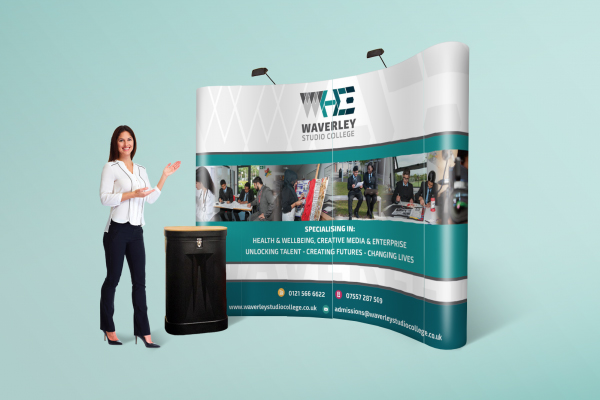 WHE
WAVERLEY
STUDIO COLLEGE
SPECIALISING IN:
HEALTH & WELLBEING, CREATIVE MEDIA & ENTERPRISE
UNLOCKING TALENT - CREATING FUTURES - CHANGING LIVES
0121 566 6622 07557 287 509
www.waverleystudiocollege.co.uk admissions@waverleystudiocollege.co.uk